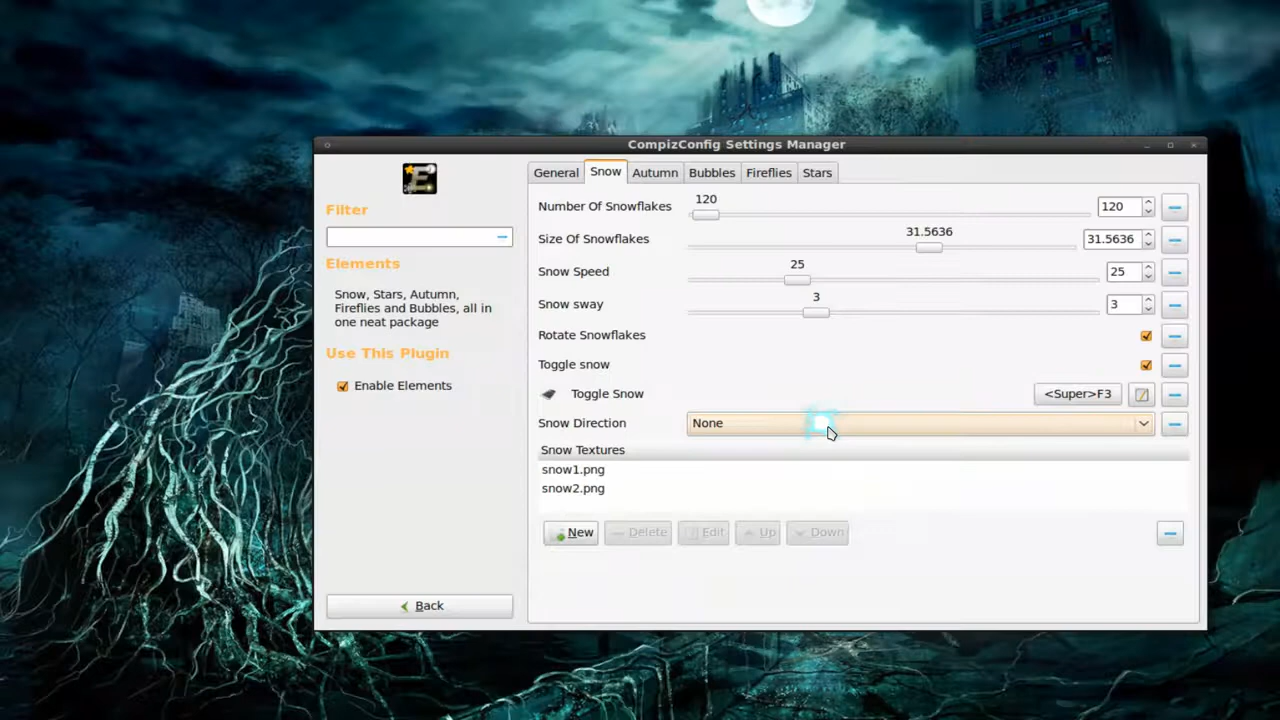 CompizConfig Settings Manager
Filter
Elements
Snow, Stars, Autumn,
Fireflies and Bubbles, all in
one neat package
Use This Plugin
Enable Elements
Back
General Snow Autumn Bubbles Fireflies Stars
Number Of Snowflakes 120 120
Size Of Snowflakes 31.5636 31.5636
Snow Speed 25 25
Snow sway 3 3
Rotate Snowflakes
Toggle snow
Toggle Snow <Super>F3
Snow Direction None
Snow Textures
snow1.png
snow2.png
New Delete Edit Up Down